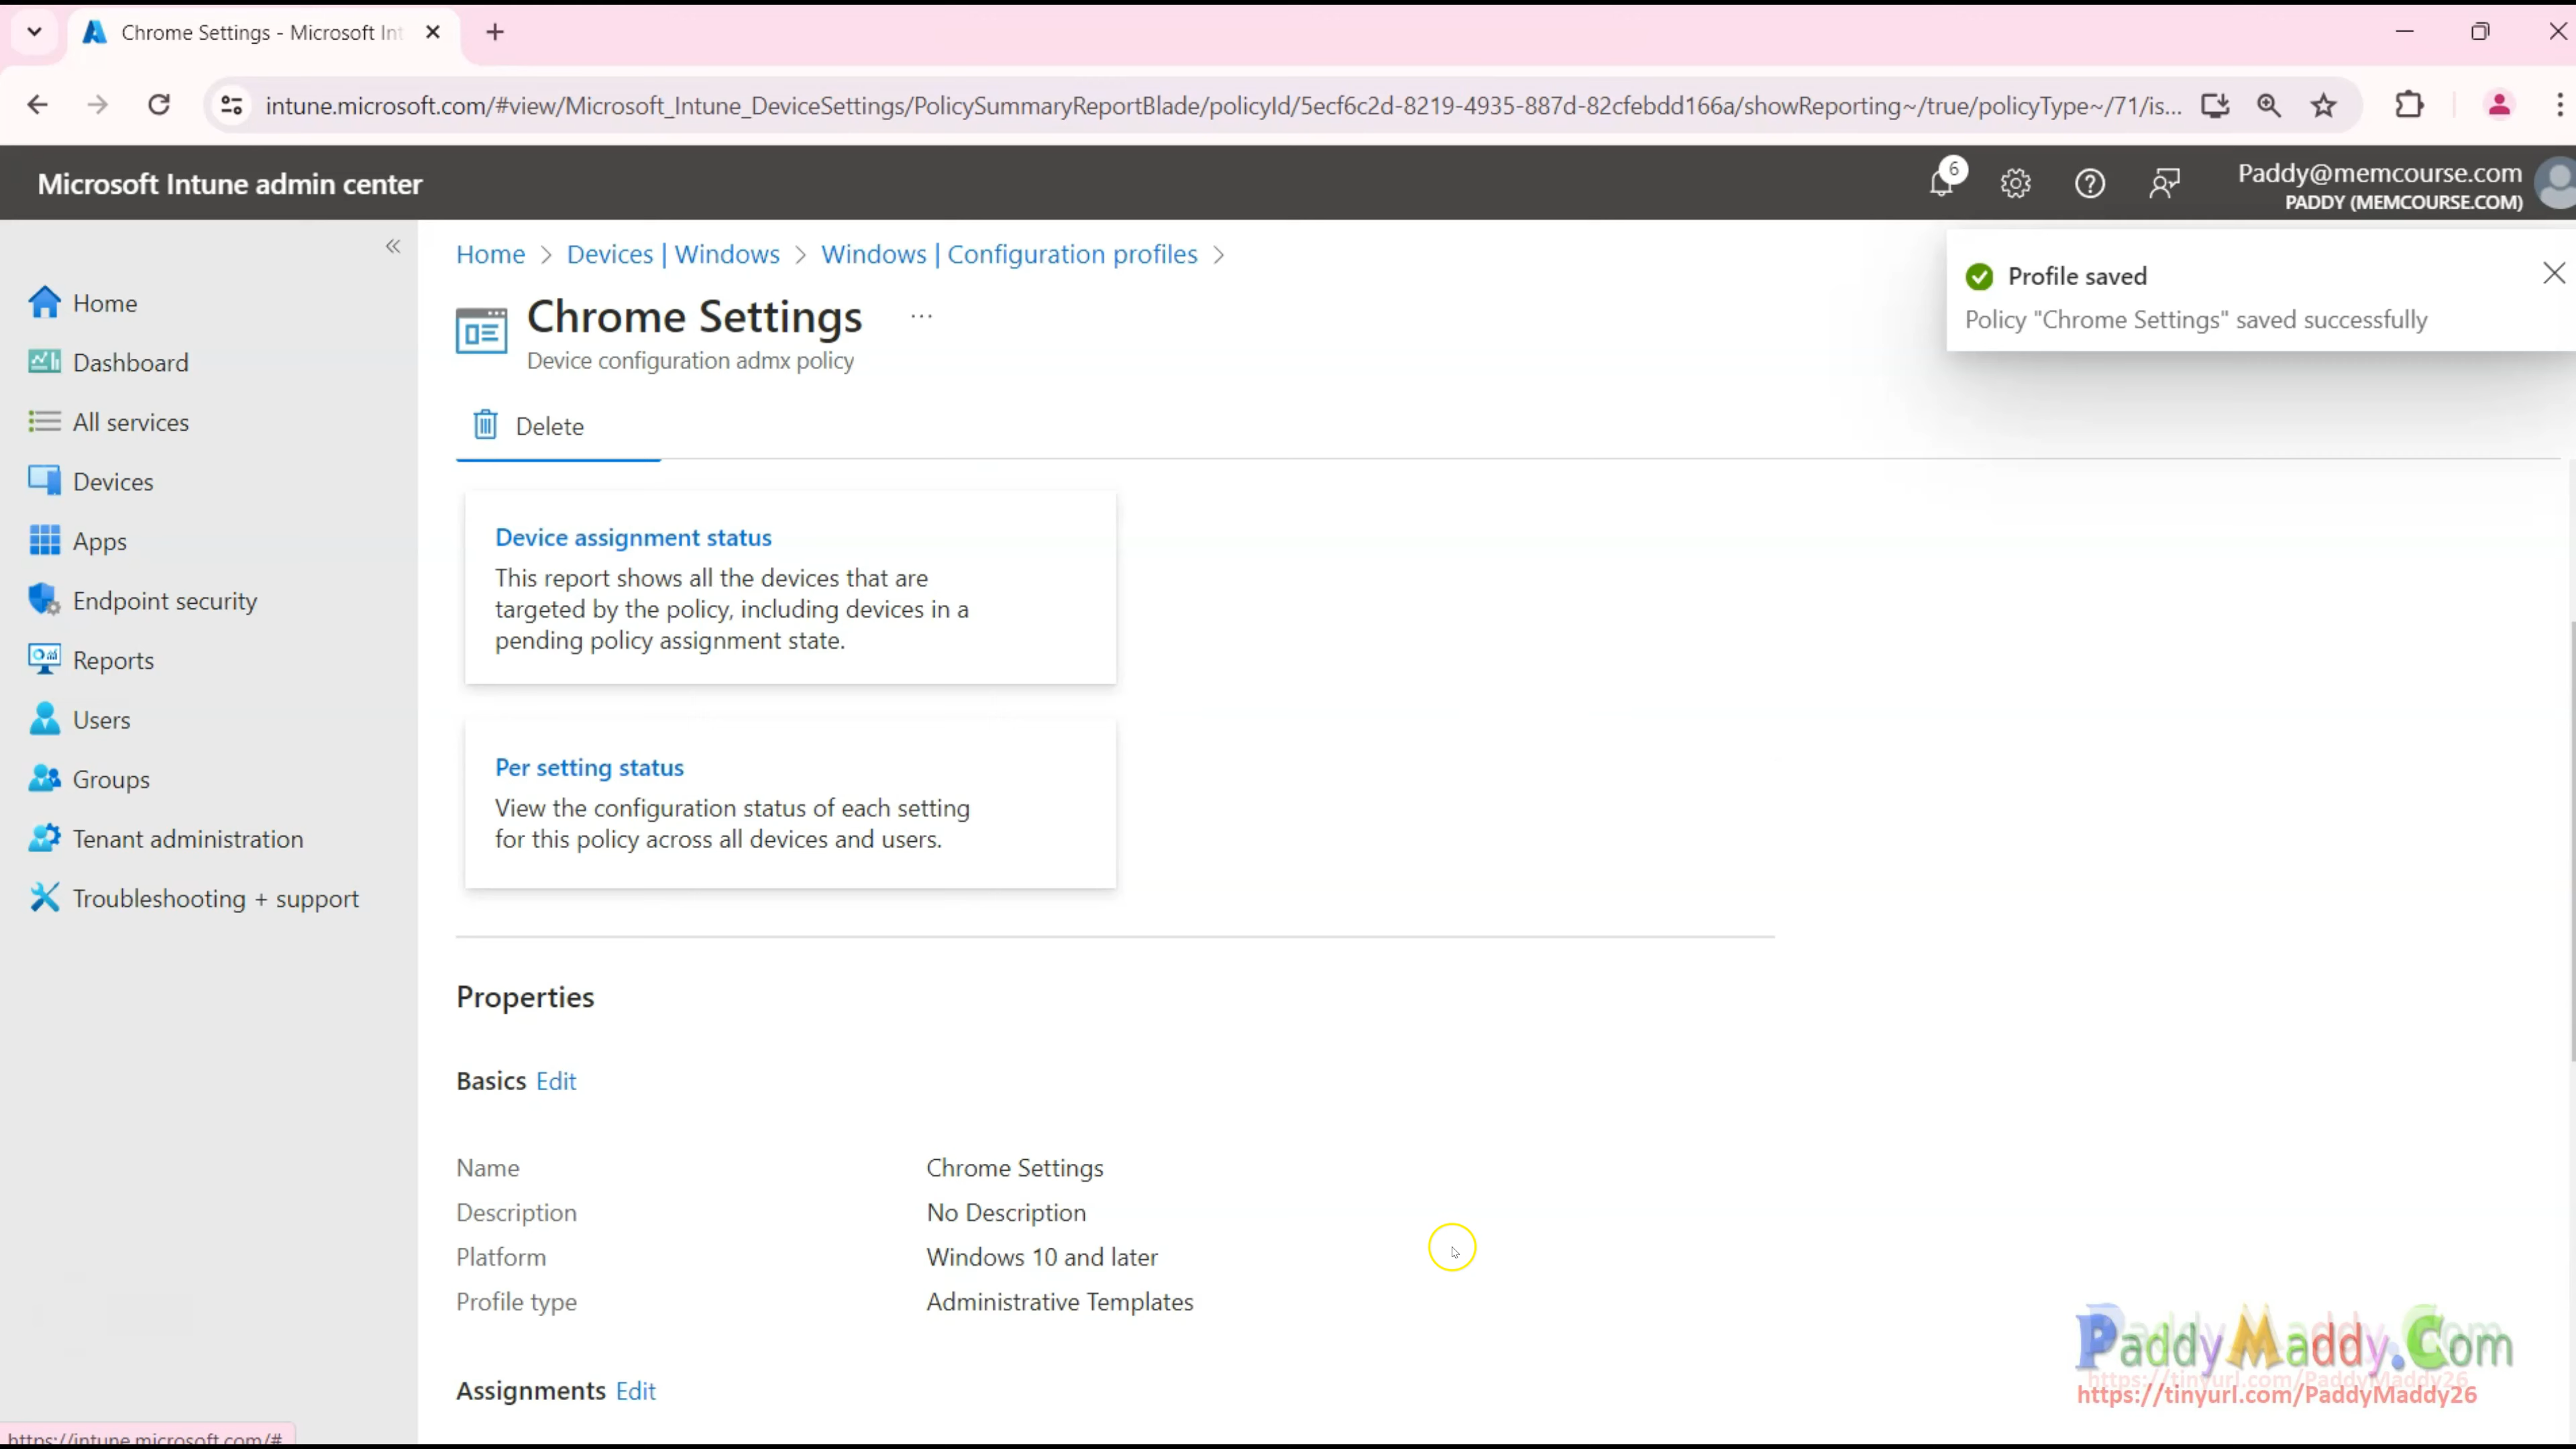 Chrome Settings - Microsoft Int
intune.microsoft.com/#view/Microsoft_Intune_DeviceSettings/PolicySummaryReportBlade/policyId/5ecf6c2d-8219-4935-887d-82cfebdd166a/showReporting~/true/policyType~/71/is...
Microsoft Intune admin center
6
Paddy@memcourse.com
PADDY (MEMCOURSE.COM)
Home > Devices | Windows > Windows | Configuration profiles >
Profile saved
Policy "Chrome Settings" saved successfully
Chrome Settings ...
Device configuration admx policy
Delete
Home
Dashboard
All services
Devices
Apps
Endpoint security
Reports
Users
Groups
Tenant administration
Troubleshooting + support
Device assignment status
This report shows all the devices that are
targeted by the policy, including devices in a
pending policy assignment state.
Per setting status
View the configuration status of each setting
for this policy across all devices and users.
Properties
Basics Edit
Name Chrome Settings
Description No Description
Platform Windows 10 and later
Profile type Administrative Templates
Assignments Edit
PaddyMaddy.Com
https://tinyurl.com/PaddyMaddy26
https://intune.microsoft.com/#